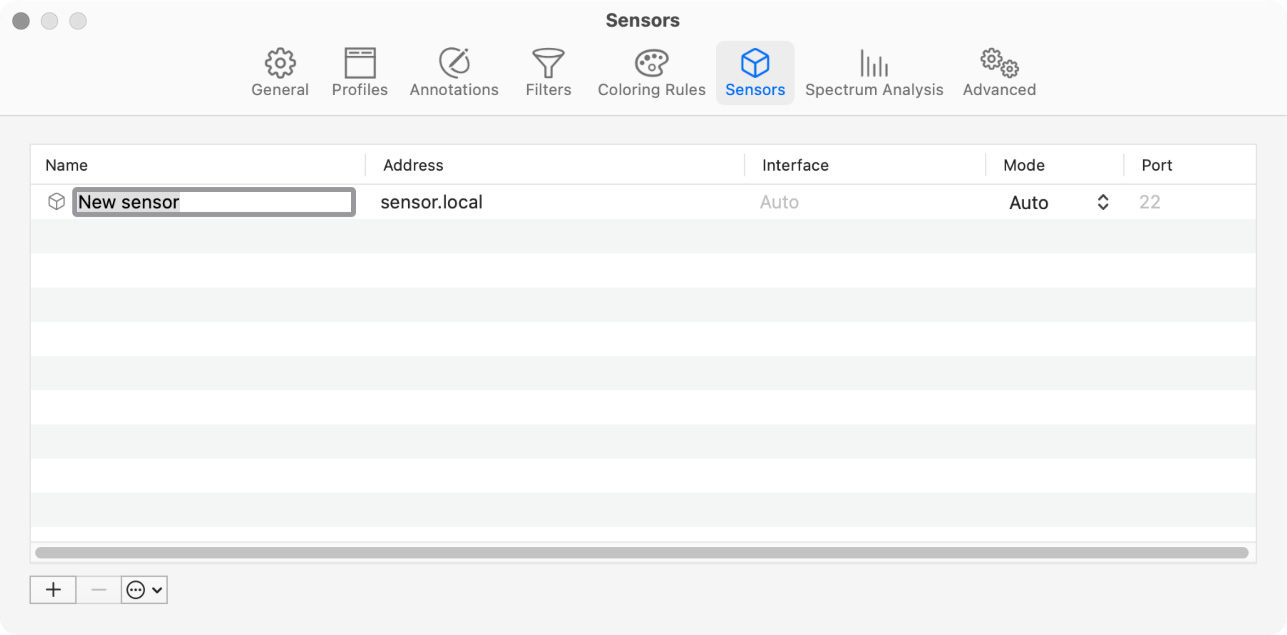 Sensors
General Profiles Annotations Filters Coloring Rules Sensors Spectrum Analysis Advanced
Name Address Interface Mode Port
New sensor sensor.local Auto Auto 22